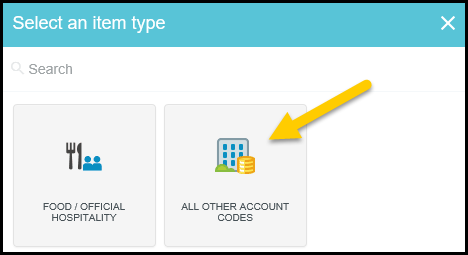 Select an item type
Search
FOOD / OFFICIAL
HOSPITALITY
ALL OTHER ACCOUNT
CODES